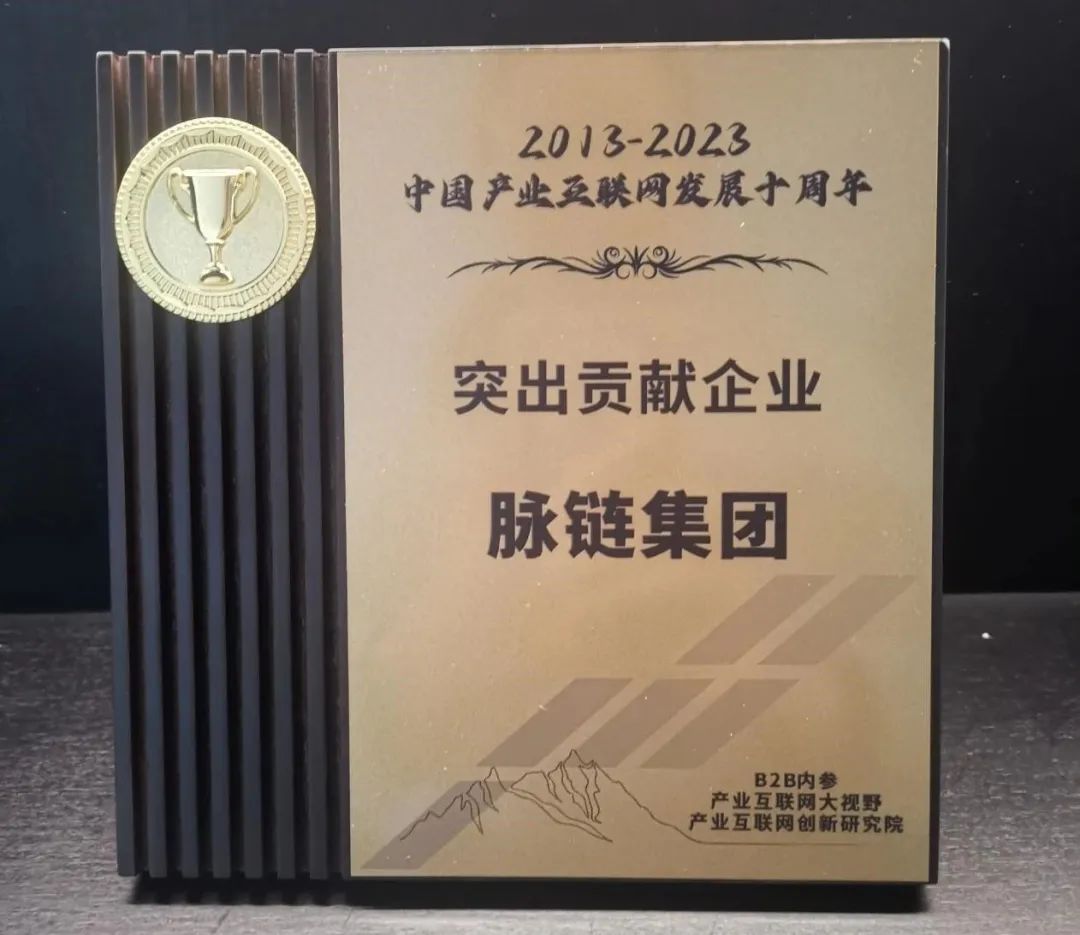 2013-2023
中国产业互联网发展十周年
突出贡献企业
脉链集团
B2B内参
产业互联网大视野
产业互联网创新研究院